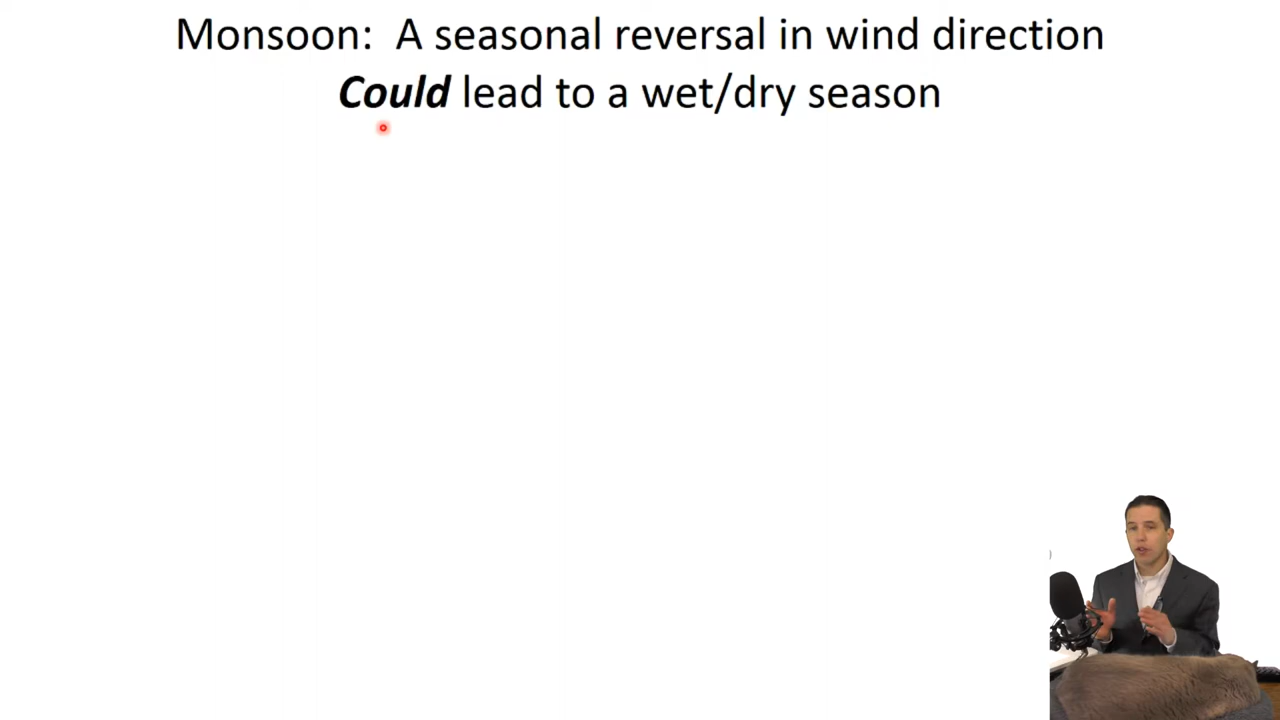 Monsoon: A seasonal reversal in wind direction
Could lead to a wet/dry season